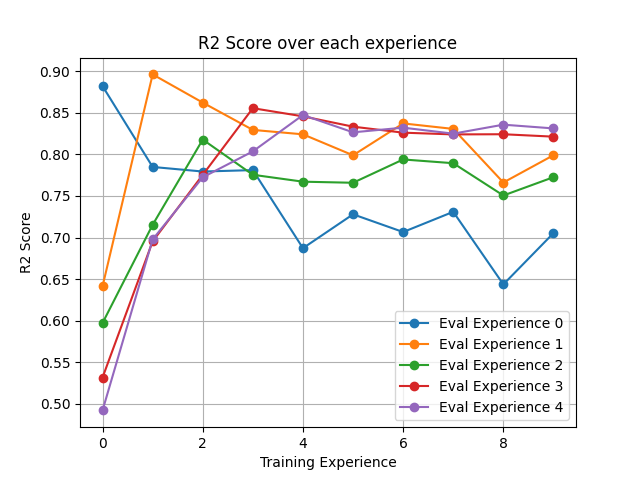 R2 Score over each experience
R2 Score
0.90
0.85
0.80
0.75
0.70
0.65
0.60
0.55
0.50
Eval Experience 0
Eval Experience 1
Eval Experience 2
Eval Experience 3
Eval Experience 4
0 2 4 6 8
Training Experience